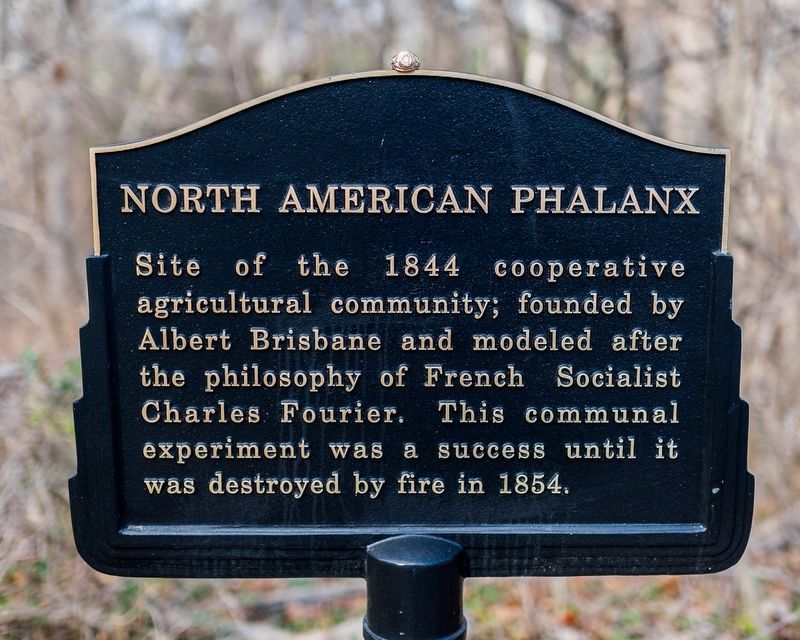 NORTH AMERICAN PHALANX
Site of the 1844 cooperative
agricultural community; founded by
Albert Brisbane and modeled after
the philosophy of French Socialist
Charles Fourier. This communal
experiment was a success until it
was destroyed by fire in 1854.